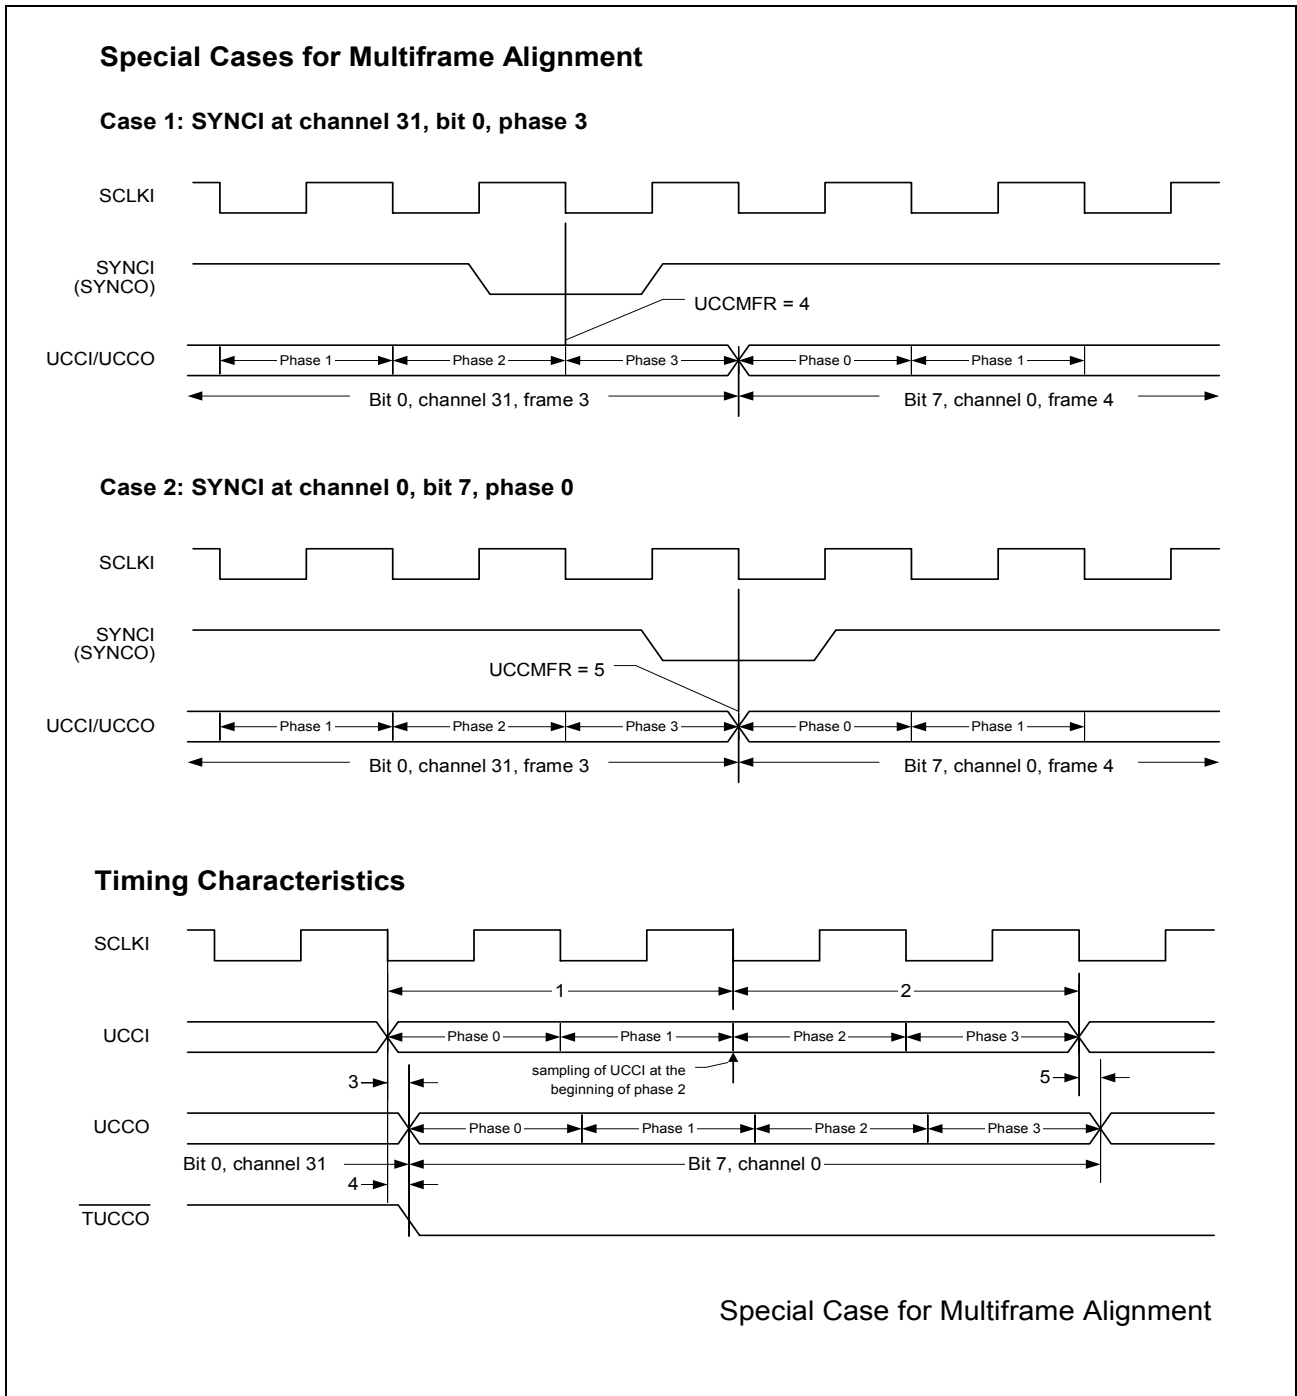 Special Cases for Multiframe Alignment
Case 1: SYNCI at channel 31, bit 0, phase 3
SCLKI
SYNCI
(SYNCO)
UCCMFR = 4
UCCI/UCCO
Phase 1
Phase 2
Phase 3
Phase 0
Phase 1
Bit 0, channel 31, frame 3
Bit 7, channel 0, frame 4
Case 2: SYNCI at channel 0, bit 7, phase 0
SCLKI
SYNCI
(SYNCO)
UCCMFR = 5
UCCI/UCCO
Phase 1
Phase 2
Phase 3
Phase 0
Phase 1
Bit 0, channel 31, frame 3
Bit 7, channel 0, frame 4
Timing Characteristics
SCLKI
1
2
UCCI
Phase 0
Phase 1
Phase 2
Phase 3
sampling of UCCI at the
beginning of phase 2
3
5
UCCO
Phase 0
Phase 1
Phase 2
Phase 3
Bit 0, channel 31
Bit 7, channel 0
4
TUCCO
Special Case for Multiframe Alignment